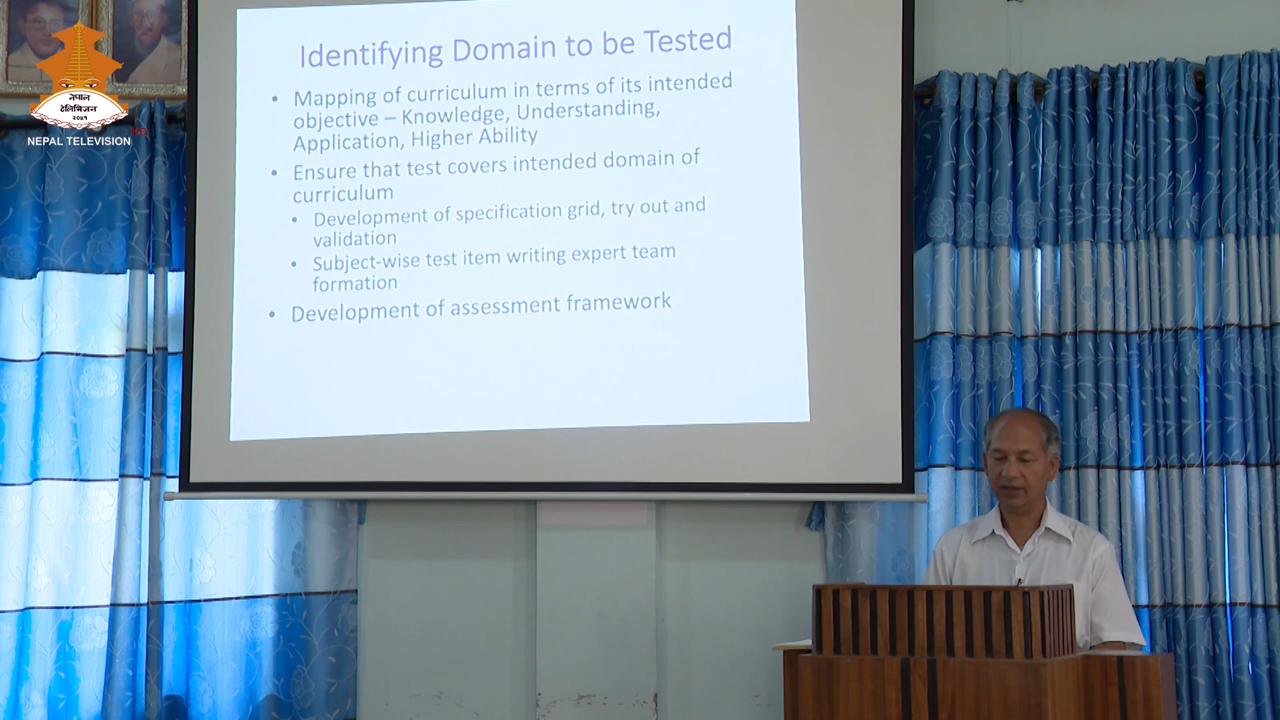 Identifying Domain to be Tested
• Mapping of curriculum in terms of its intended
objective – Knowledge, Understanding,
Application, Higher Ability
• Ensure that test covers intended domain of
curriculum
• Development of specification grid, try out and
validation
• Subject-wise test item writing expert team
formation
• Development of assessment framework
नेपाल
टेलिभिजन
२०४१
HD
NEPAL TELEVISION